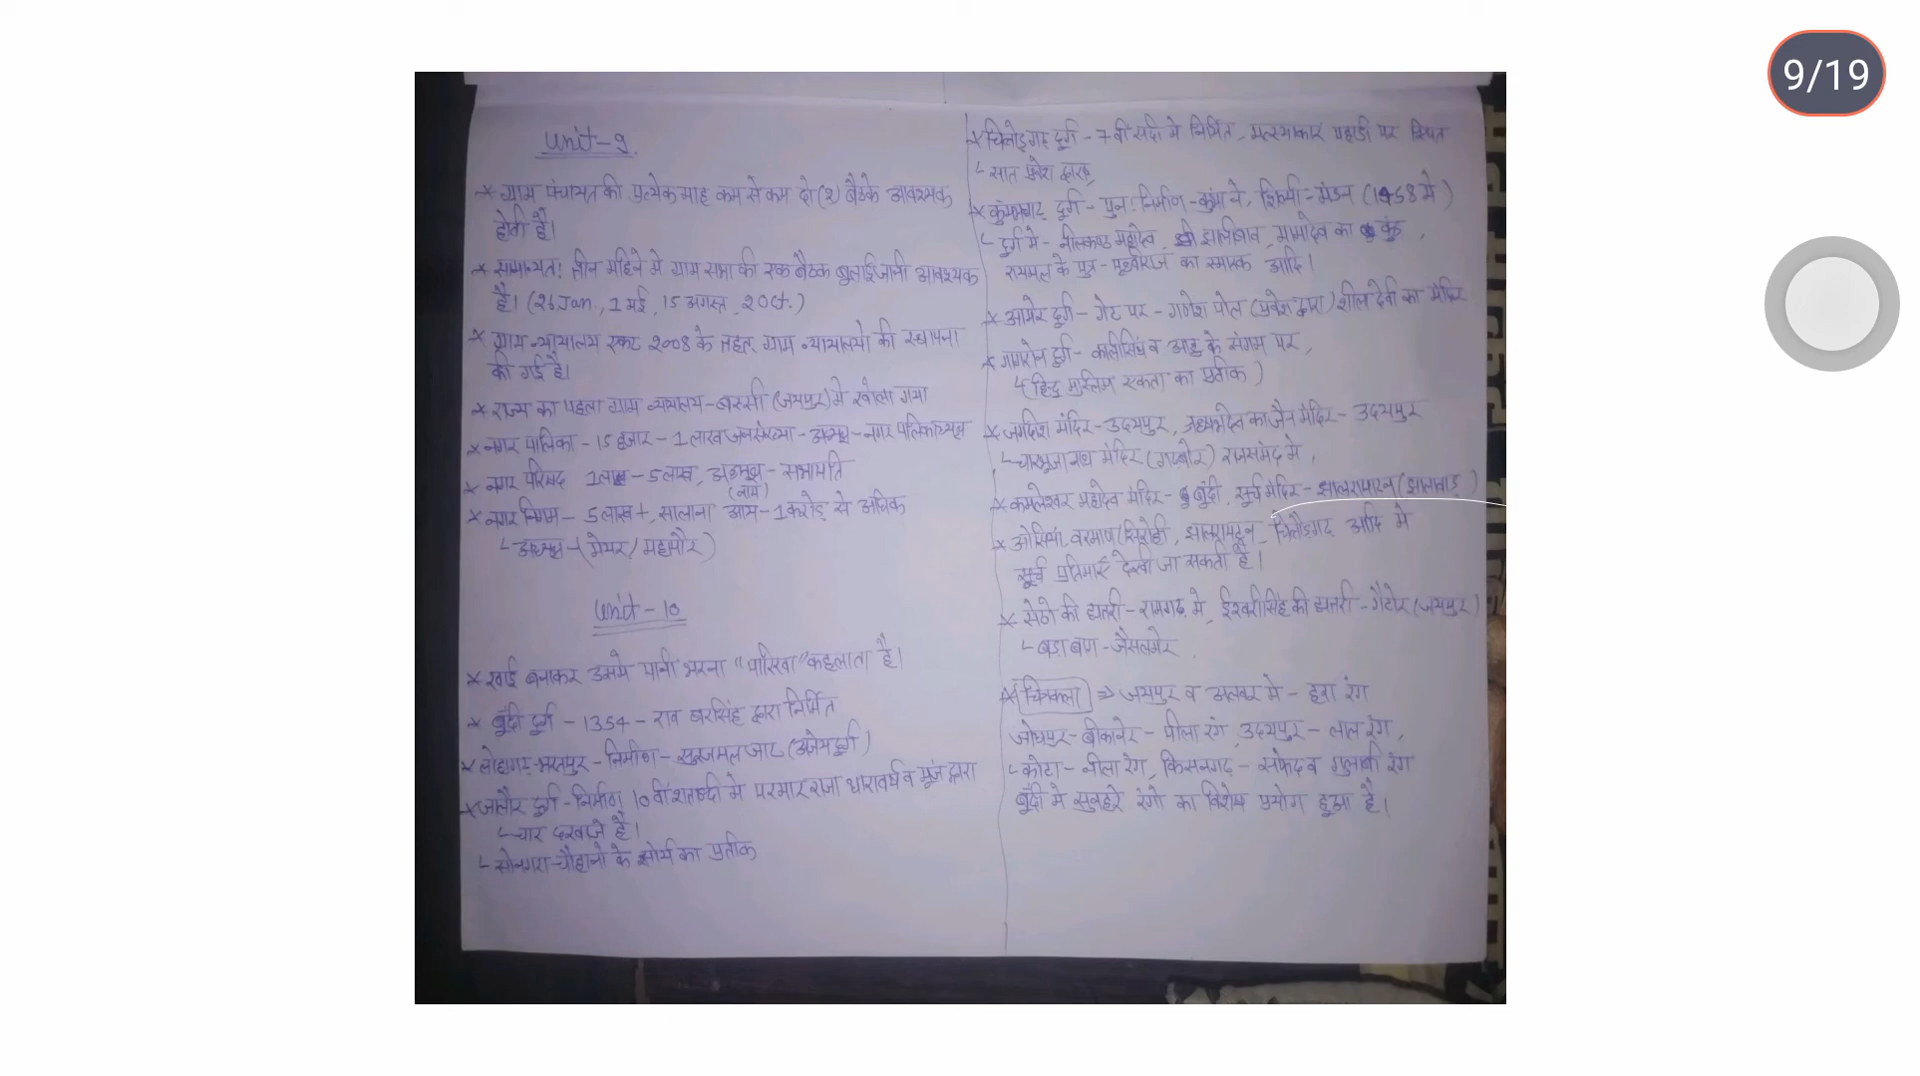 unit-9
* ग्राम पंचायत की प्रत्येक माह कम से कम दो (2) बैठके आवश्यक
होती है।
* सामान्यत: तीन महिने मे ग्राम सभा की एक बैठक बुलाई जानी आवश्यक
है। (26 Jan., 1 मई, 15 अगस्त, 2 Oct.)
* ग्राम न्यायालय एक्ट 2008 के तहत ग्राम न्यायालयो की स्थापना
की गई है।
* राज्य का पहला ग्राम न्यायालय - बस्सी (जयपुर) मे खोला गया
* नगर पालिका - 15 हजार - 1 लाख जनसंख्या - अध्यक्ष - नगर पालिकाध्यक्ष
* नगर परिषद 1 लाख - 5 लाख, अध्यक्ष - सभापति
(नाम)
* नगर निगम - 5 लाख +, सालाना आय - 1 करोड़ से अधिक
└ अध्यक्ष - (मेयर / महापौर)
unit - 10
* खाई बनाकर उसमे पानी भरना "पारिखा" कहलाता है।
* बूंदी दुर्ग - 1354 - राव बरसिंह द्वारा निर्मित
* लोहागढ़ - भरतपुर - निर्माण - सुरजमल जाट (अजेय दुर्ग)
* जालौर दुर्ग - निर्माण 10 वीं शताब्दी मे परमार राजा धारावर्ष व मूंज द्वारा
└ चार दरवाजे है।
└ सोनगरा चौहानो के शोर्य का प्रतीक
* चितोड़गढ़ दुर्ग - 7 वी सदी मे निर्मित - मत्स्याकार पहाडी पर स्थित
└ सात प्रवेश द्वार,
* कुंभलगढ़ दुर्ग - पुन: निर्माण - कुंभा ने, शिल्पी - मंडन (1458 मे)
└ दुर्ग मे - नीलकण्ठ महादेव, झालीबाव, मामादेव का कुंड,
रायमल के पुत्र - पृथ्वीराज का स्मारक आदि।
* आमेर दुर्ग - गेट पर - गणेश पोल (प्रवेश द्वार) शीला देवी का मंदिर
* गागरोन दुर्ग - कालीसिंध व आहु के संगम पर,
└ (हिन्दु मुस्लिम एकता का प्रतीक)
* जगदिश मंदिर - उदयपुर, ऋषभदेव का जैन मंदिर - उदयपुर
└ चारभुजा नाथ मंदिर (गढ़बोर) राजसमंद मे,
* कमलेश्वर महादेव मंदिर - बूंदी, सूर्य मंदिर - झालरापाटन (झालावाड़)
* ओसियां, वरमाण (सिरोही), झालरापाटन, चितौड़गढ़ आदि मे
सूर्य प्रतिमाएँ देखी जा सकती है।
* सेठो की छतरी - रामगढ़ मे, ईश्वरीसिंह की छतरी - गैटोर (जयपुर)
└ बड़ा बाग - जैसलमेर
* चित्रकला ⇒ जयपुर व अलवर मे - हरा रंग
जोधपुर - बीकानेर - पीला रंग, उदयपुर - लाल रंग,
└ कोटा - नीला रंग, किसनगढ़ - सफेद व गुलाबी रंग
बूँदी मे सुनहरे रंगो का विशेष प्रयोग हुआ है।
9/19